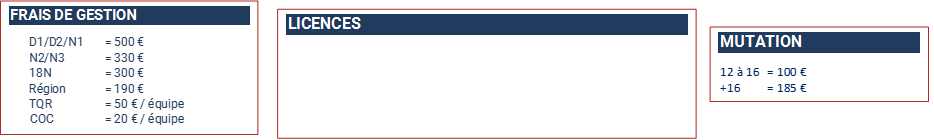 FRAIS DE GESTION
D1/D2/N1 = 500 €
N2/N3 = 330 €
18N = 300 €
Région = 190 €
TQR = 50 € / équipe
COC = 20 € / équipe
LICENCES
MUTATION
12 à 16 = 100 €
+16 = 185 €